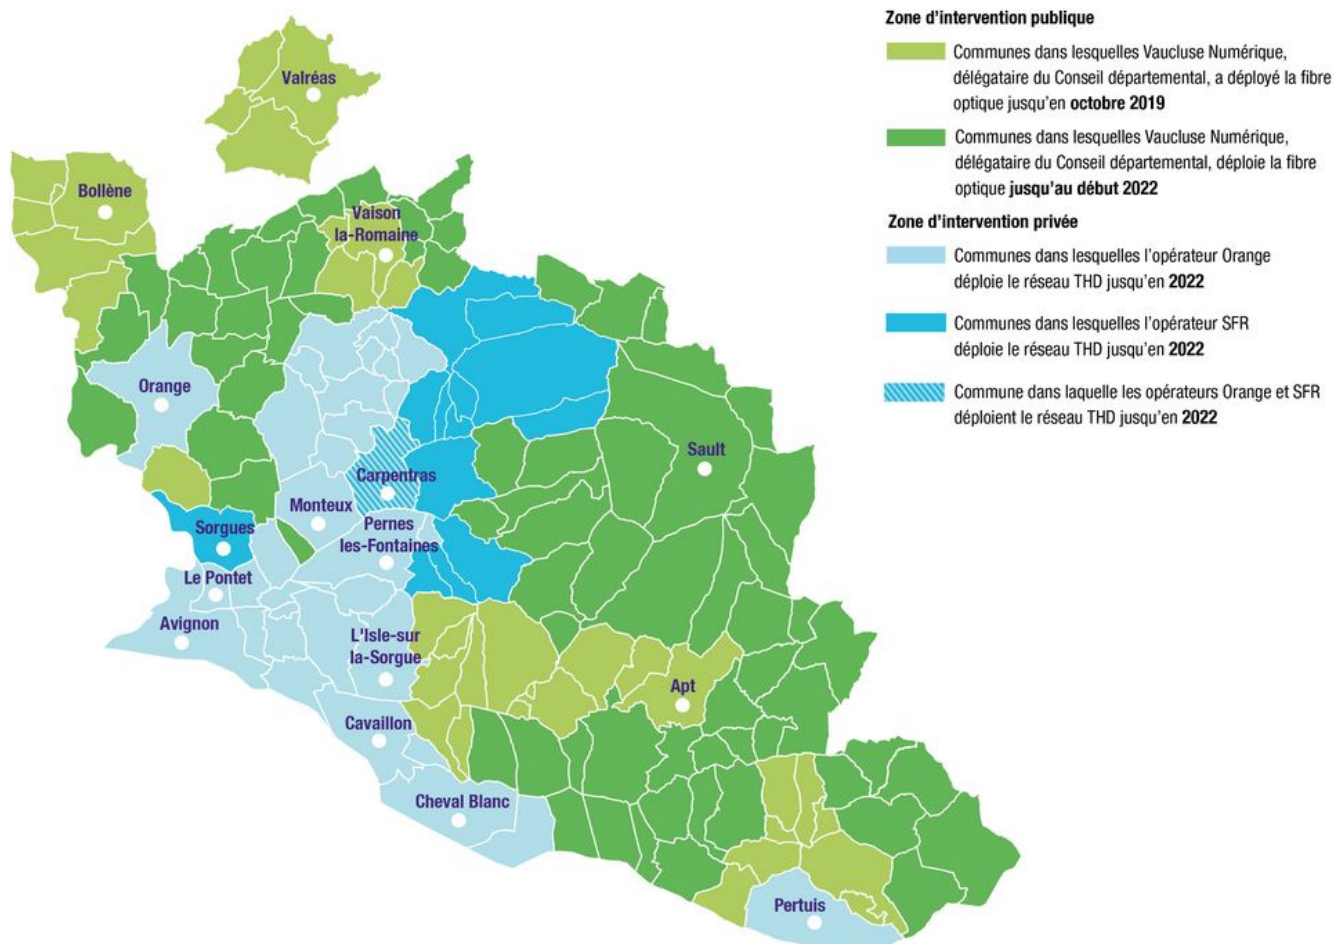 Zone d'intervention publique
Communes dans lesquelles Vaucluse Numérique,
délégataire du Conseil départemental, a déployé la fibre
optique jusqu'en octobre 2019
Communes dans lesquelles Vaucluse Numérique,
délégataire du Conseil départemental, déploie la fibre
optique jusqu'au début 2022
Zone d'intervention privée
Communes dans lesquelles l'opérateur Orange
déploie le réseau THD jusqu'en 2022
Communes dans lesquelles l'opérateur SFR
déploie le réseau THD jusqu'en 2022
Commune dans laquelle les opérateurs Orange et SFR
déploient le réseau THD jusqu'en 2022
Valréas
Bollène
Vaison
la-Romaine
Orange
Sault
Carpentras
Monteux
Sorgues
Pernes
les-Fontaines
Le Pontet
Avignon
L'Isle-sur
la-Sorgue
Apt
Cavaillon
Cheval Blanc
Pertuis